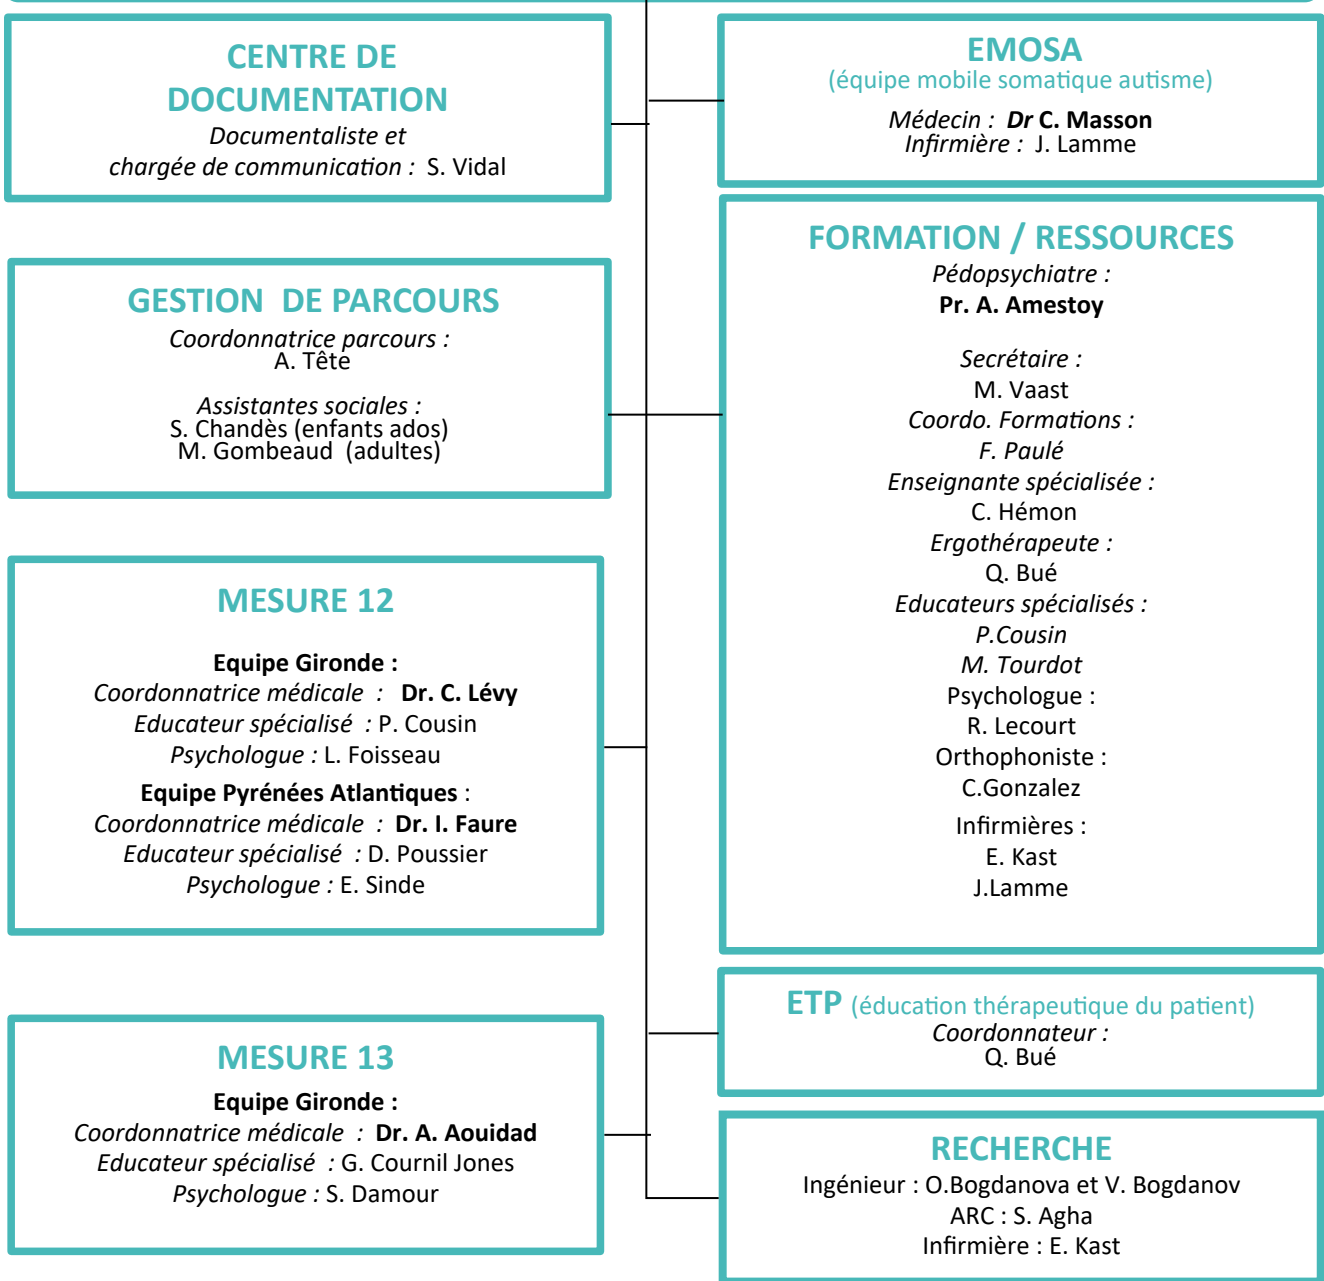 CENTRE DE
DOCUMENTATION
Documentaliste et
chargée de communication : S. Vidal
GESTION DE PARCOURS
Coordonnatrice parcours :
A. Tête
Assistantes sociales :
S. Chandès (enfants ados)
M. Gombeaud (adultes)
MESURE 12
Equipe Gironde :
Coordonnatrice médicale : Dr. C. Lévy
Educateur spécialisé : P. Cousin
Psychologue : L. Foisseau
Equipe Pyrénées Atlantiques :
Coordonnatrice médicale : Dr. I. Faure
Educateur spécialisé : D. Poussier
Psychologue : E. Sinde
MESURE 13
Equipe Gironde :
Coordonnatrice médicale : Dr. A. Aouidad
Educateur spécialisé : G. Cournil Jones
Psychologue : S. Damour
EMOSA
(équipe mobile somatique autisme)
Médecin : Dr C. Masson
Infirmière : J. Lamme
FORMATION / RESSOURCES
Pédopsychiatre :
Pr. A. Amestoy
Secrétaire :
M. Vaast
Coordo. Formations :
F. Paulé
Enseignante spécialisée :
C. Hémon
Ergothérapeute :
Q. Bué
Educateurs spécialisés :
P.Cousin
M. Tourdot
Psychologue :
R. Lecourt
Orthophoniste :
C.Gonzalez
Infirmières :
E. Kast
J.Lamme
ETP (éducation thérapeutique du patient)
Coordonnateur :
Q. Bué
RECHERCHE
Ingénieur : O.Bogdanova et V. Bogdanov
ARC : S. Agha
Infirmière : E. Kast